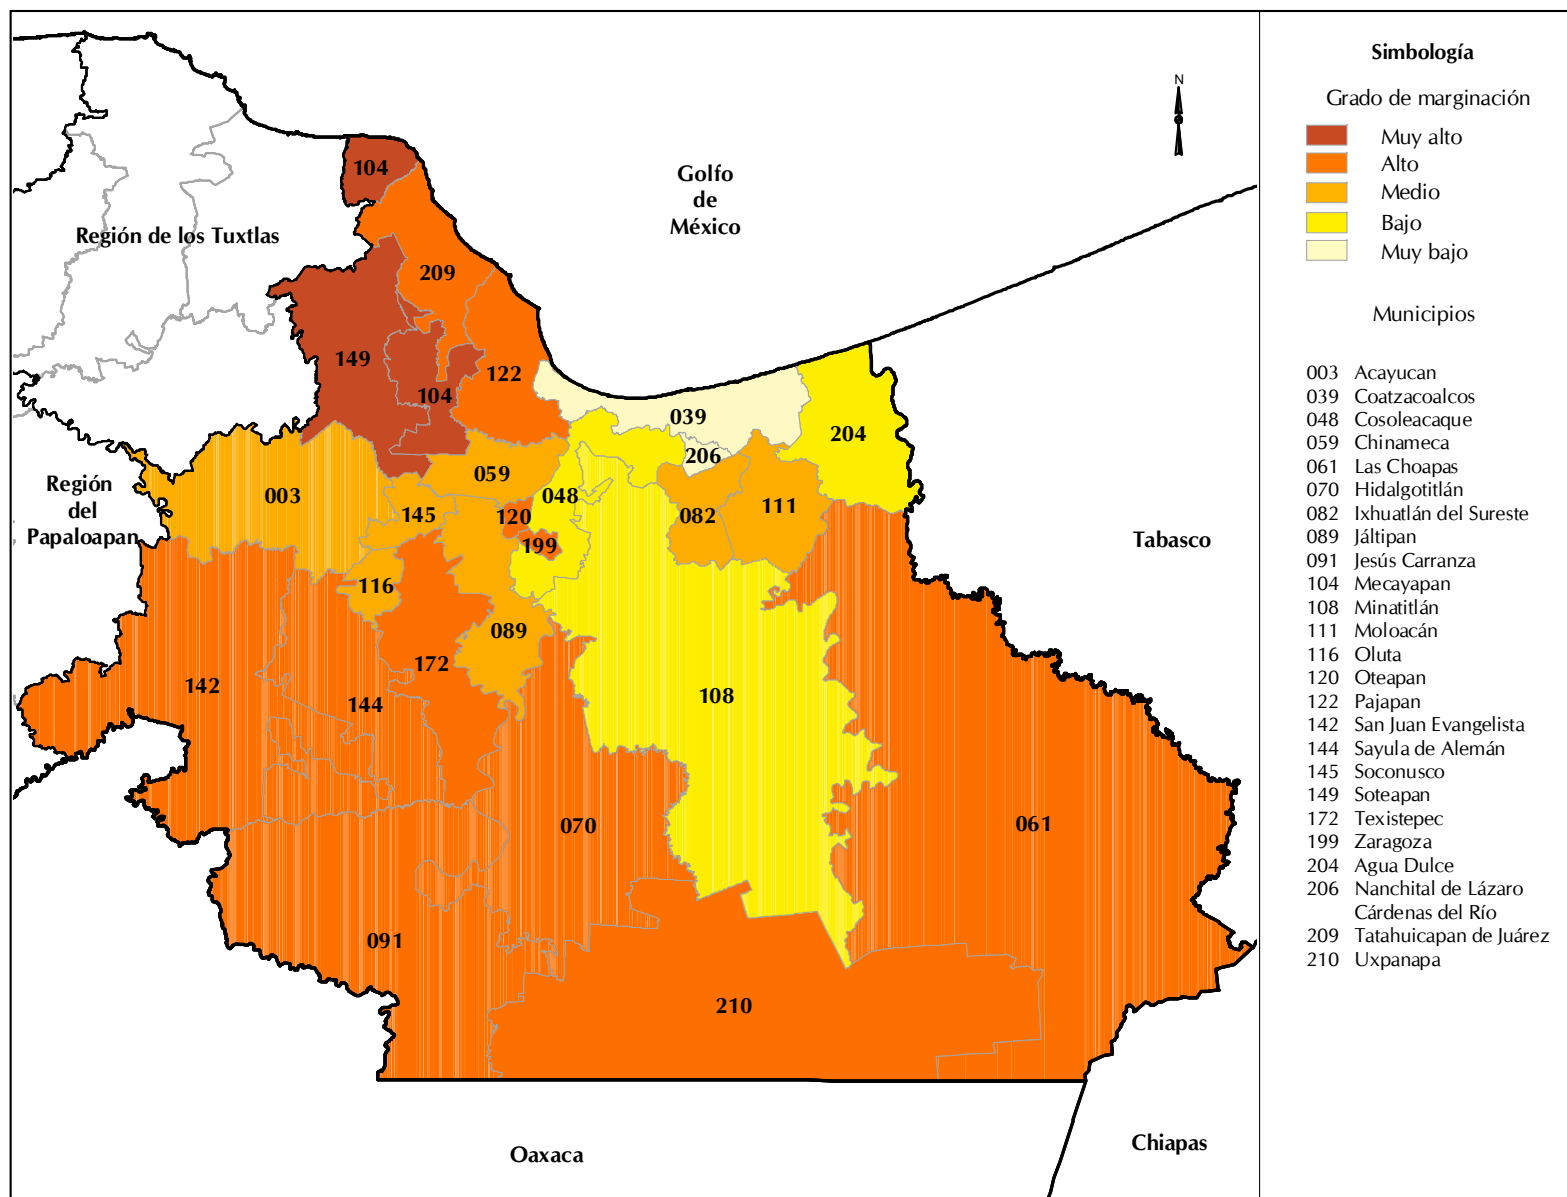 N
Golfo
de
México
Región de los Tuxtlas
Región
del
Papaloapan
Tabasco
Oaxaca
Chiapas
104
209
149
122
104
039
204
206
059
003
048
145
120
082
111
199
116
089
172
142
144
108
070
061
091
210
Simbología
Grado de marginación
Muy alto
Alto
Medio
Bajo
Muy bajo
Municipios
003 Acayucan
039 Coatzacoalcos
048 Cosoleacaque
059 Chinameca
061 Las Choapas
070 Hidalgotitlán
082 Ixhuatlán del Sureste
089 Jáltipan
091 Jesús Carranza
104 Mecayapan
108 Minatitlán
111 Moloacán
116 Oluta
120 Oteapan
122 Pajapan
142 San Juan Evangelista
144 Sayula de Alemán
145 Soconusco
149 Soteapan
172 Texistepec
199 Zaragoza
204 Agua Dulce
206 Nanchital de Lázaro
Cárdenas del Río
209 Tatahuicapan de Juárez
210 Uxpanapa